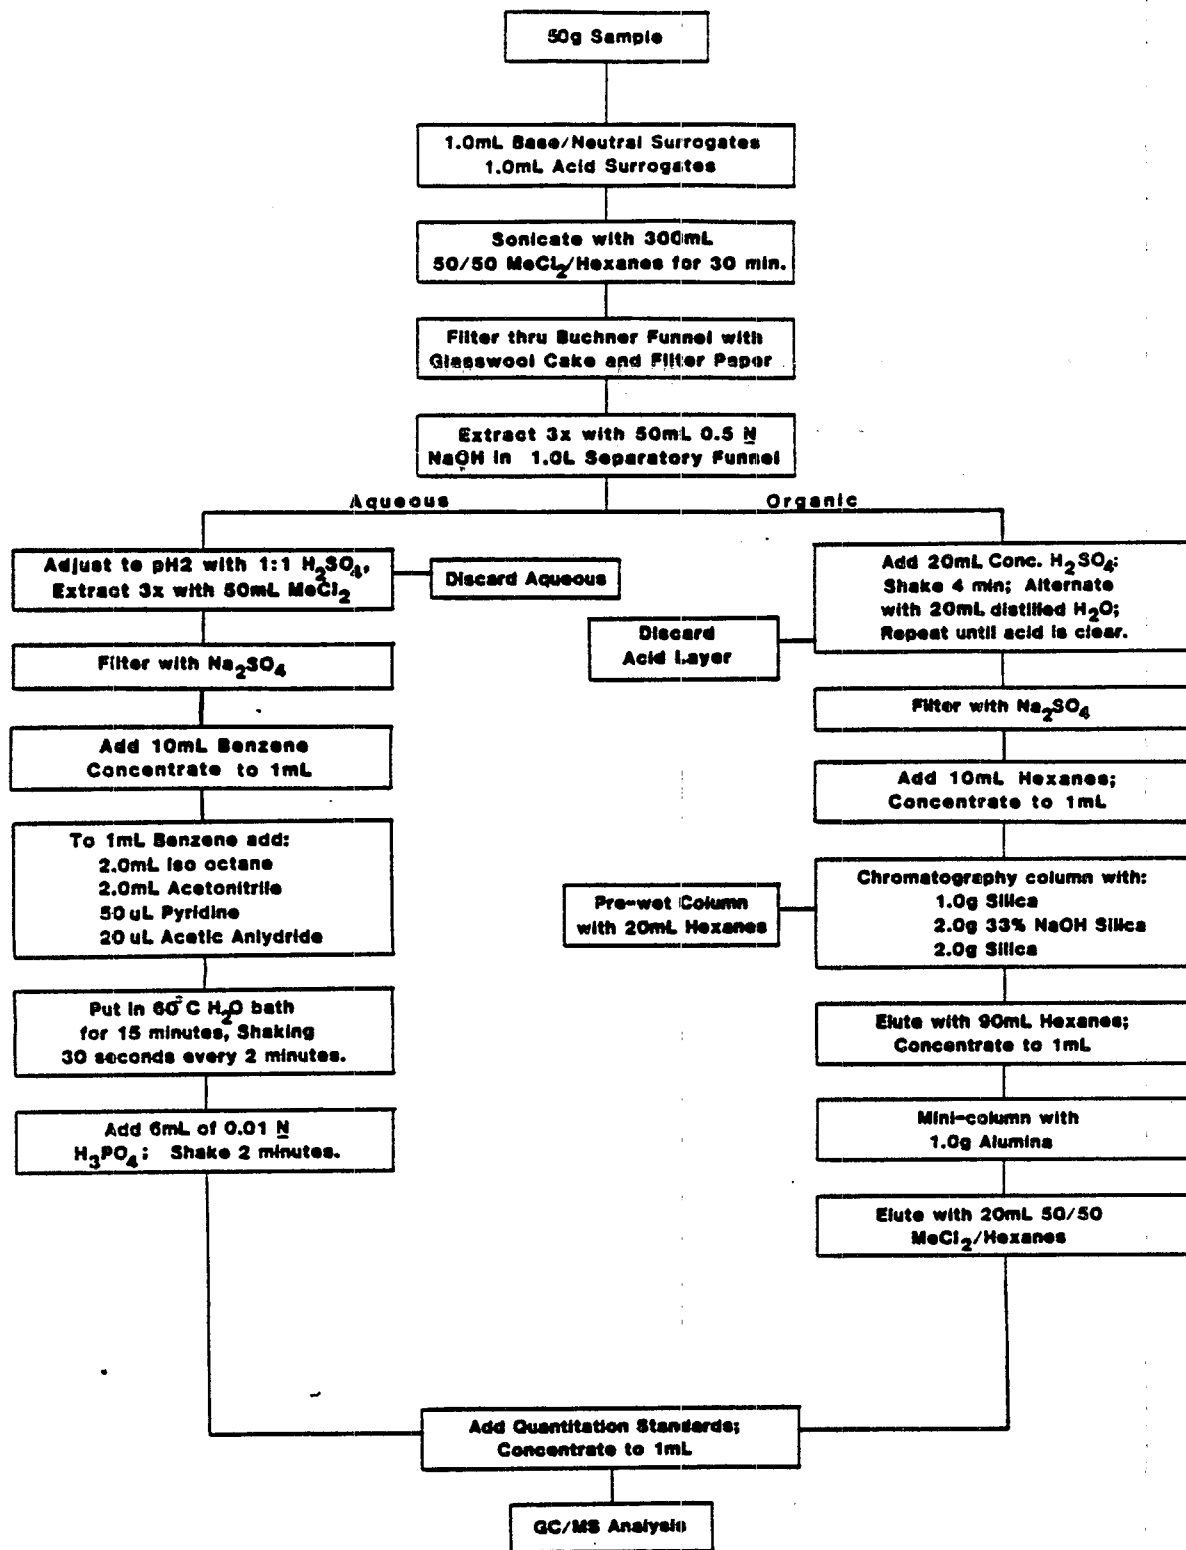 50g Sample
1.0mL Base/Neutral Surrogates
1.0mL Acid Surrogates
Sonicate with 300mL
50/50 MeCl2/Hexanes for 30 min.
Filter thru Buchner Funnel with
Glasswool Cake and Filter Paper
Extract 3x with 50mL 0.5 N
NaOH in 1.0L Separatory Funnel
Aqueous
Organic
Adjust to pH2 with 1:1 H2SO4,
Extract 3x with 50mL MeCl2
Discard Aqueous
Filter with Na2SO4
Add 10mL Benzene
Concentrate to 1mL
To 1mL Benzene add:
2.0mL Iso octane
2.0mL Acetonitrile
50 uL Pyridine
20 uL Acetic Anlydride
Put in 60°C H2O bath
for 15 minutes, Shaking
30 seconds every 2 minutes.
Add 6mL of 0.01 N
H3PO4; Shake 2 minutes.
Add 20mL Conc. H2SO4;
Shake 4 min; Alternate
with 20mL distilled H2O;
Repeat until acid is clear.
Discard
Acid Layer
Filter with Na2SO4
Add 10mL Hexanes;
Concentrate to 1mL
Chromatography column with:
1.0g Silica
2.0g 33% NaOH Silica
2.0g Silica
Pre-wet Column
with 20mL Hexanes
Elute with 90mL Hexanes;
Concentrate to 1mL
Mini-column with
1.0g Alumina
Elute with 20mL 50/50
MeCl2/Hexanes
Add Quantitation Standards;
Concentrate to 1mL
GC/MS Analysis